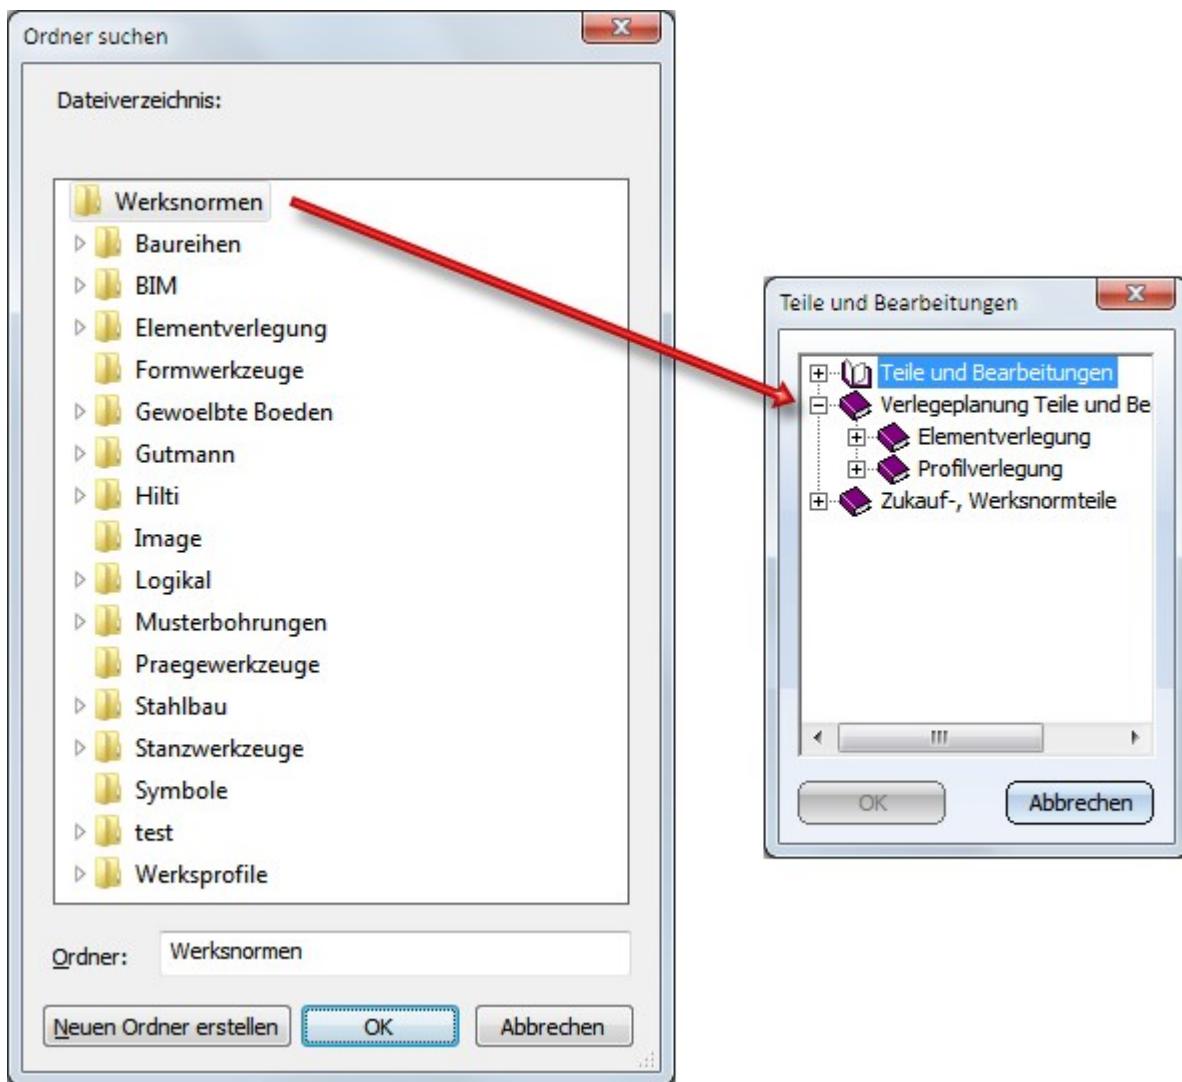 Ordner suchen
Dateiverzeichnis:
Werksnormen
Baureihen
BIM
Elementverlegung
Formwerkzeuge
Gewoelbte Boeden
Gutmann
Hilti
Image
Logikal
Musterbohrungen
Praegewerkzeuge
Stahlbau
Stanzwerkzeuge
Symbole
test
Werksprofile
Ordner: Werksnormen
Neuen Ordner erstellen OK Abbrechen
Teile und Bearbeitungen
Teile und Bearbeitungen
Verlegeplanung Teile und Be
Elementverlegung
Profilverlegung
Zukauf-, Werksnormteile
OK Abbrechen